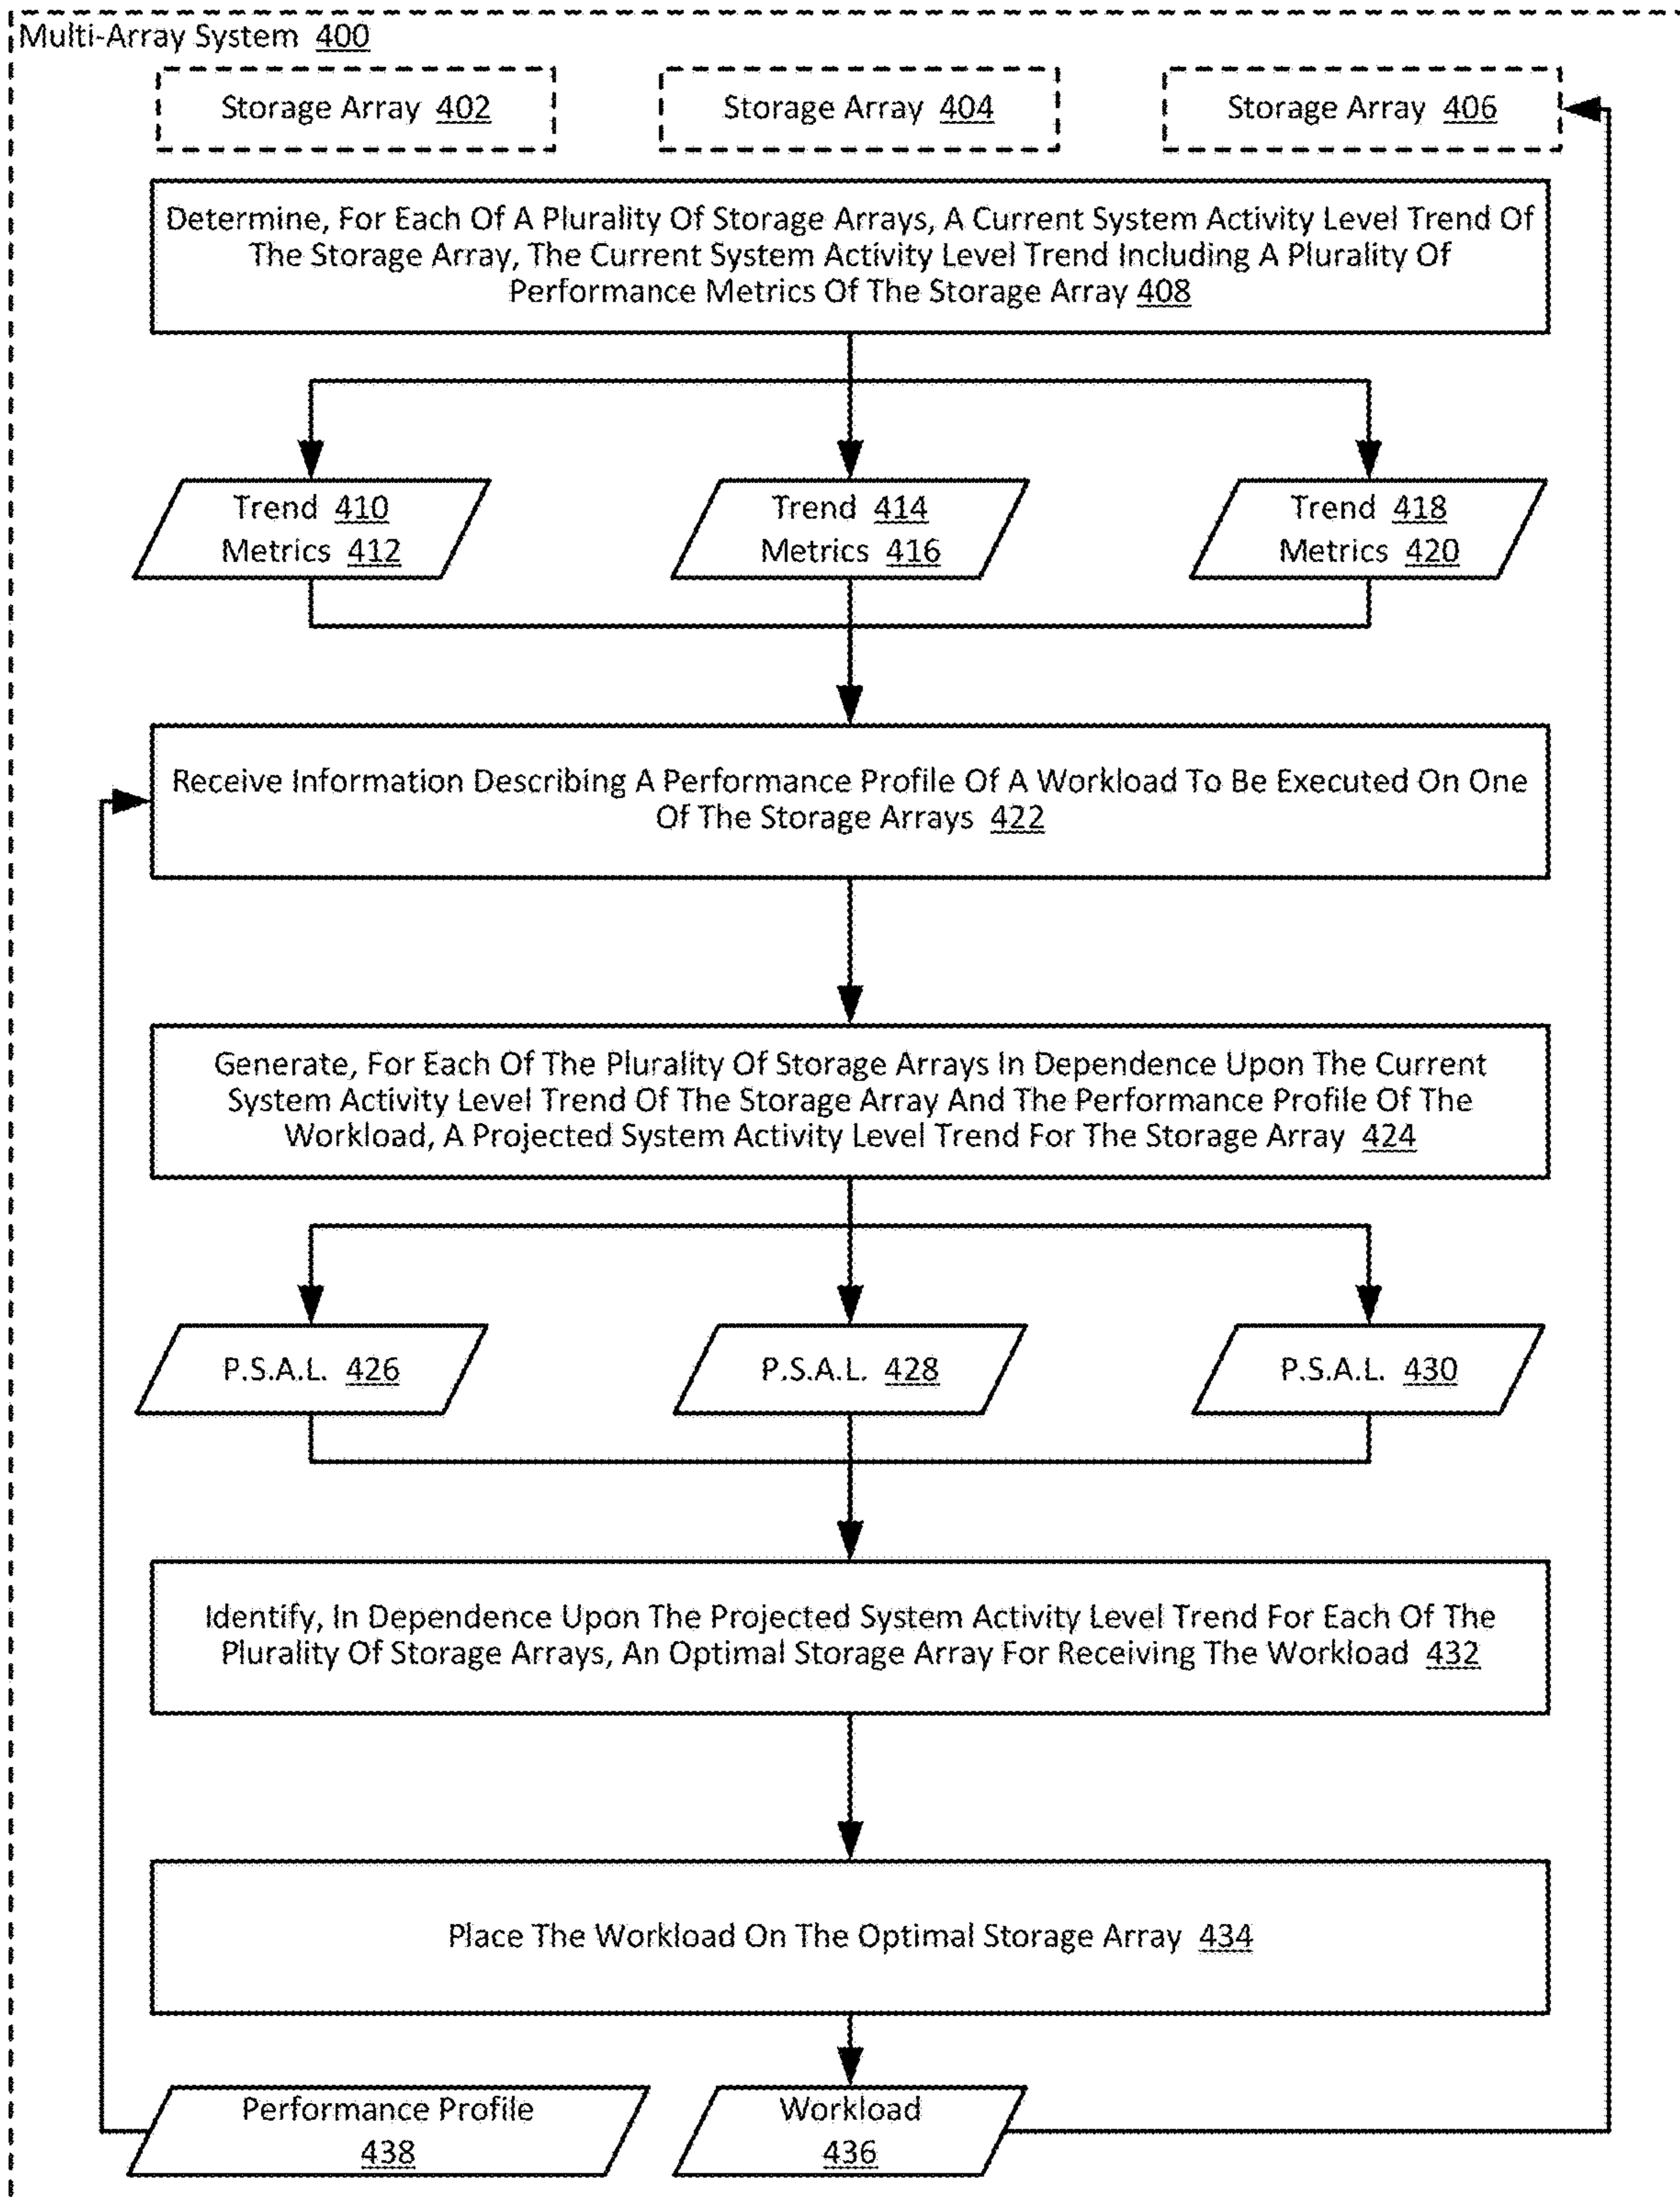 Multi-Array System 400
Storage Array 402
Storage Array 404
Storage Array 406
Determine, For Each Of A Plurality Of Storage Arrays, A Current System Activity Level Trend Of
The Storage Array, The Current System Activity Level Trend Including A Plurality Of
Performance Metrics Of The Storage Array 408
Trend 410
Metrics 412
Trend 414
Metrics 416
Trend 418
Metrics 420
Receive Information Describing A Performance Profile Of A Workload To Be Executed On One
Of The Storage Arrays 422
Generate, For Each Of The Plurality Of Storage Arrays In Dependence Upon The Current
System Activity Level Trend Of The Storage Array And The Performance Profile Of The
Workload, A Projected System Activity Level Trend For The Storage Array 424
P.S.A.L. 426
P.S.A.L. 428
P.S.A.L. 430
Identify, In Dependence Upon The Projected System Activity Level Trend For Each Of The
Plurality Of Storage Arrays, An Optimal Storage Array For Receiving The Workload 432
Place The Workload On The Optimal Storage Array 434
Performance Profile
438
Workload
436